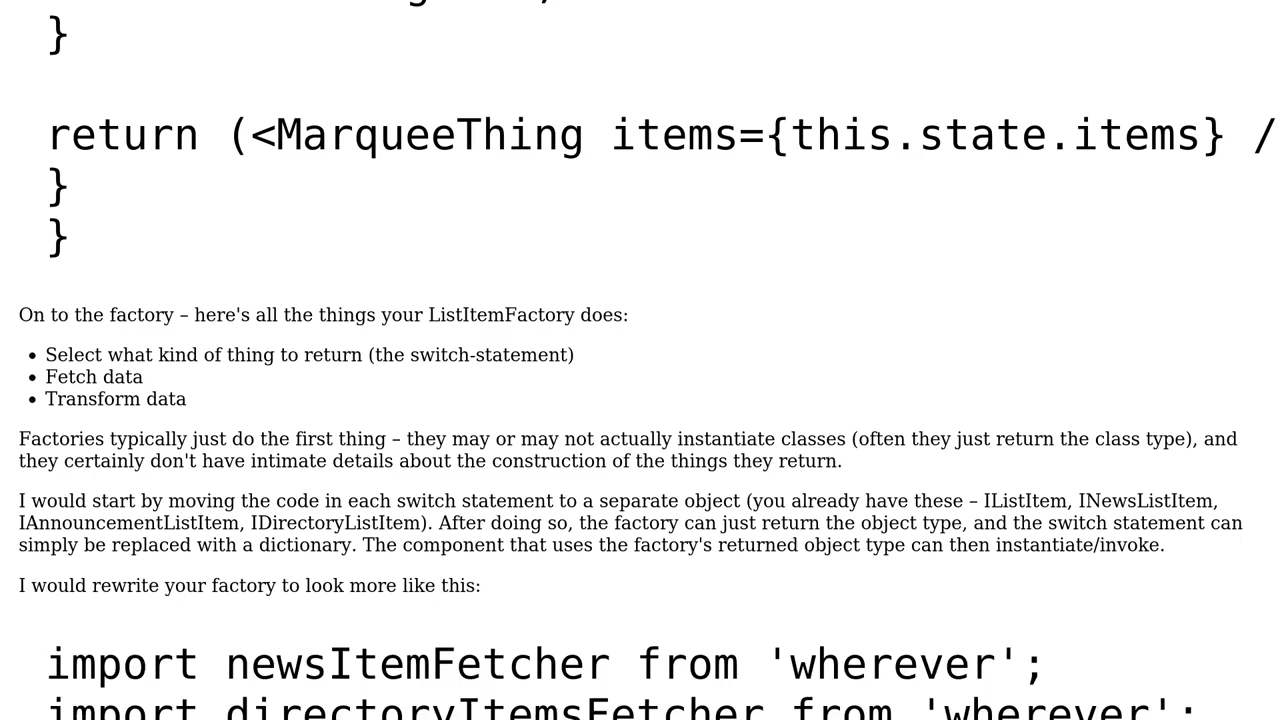 }
return (<MarqueeThing items={this.state.items} /
}
}
On to the factory – here's all the things your ListItemFactory does:
• Select what kind of thing to return (the switch-statement)
• Fetch data
• Transform data
Factories typically just do the first thing – they may or may not actually instantiate classes (often they just return the class type), and
they certainly don't have intimate details about the construction of the things they return.
I would start by moving the code in each switch statement to a separate object (you already have these – IListItem, INewsListItem,
IAnnouncementListItem, IDirectoryListItem). After doing so, the factory can just return the object type, and the switch statement can
simply be replaced with a dictionary. The component that uses the factory's returned object type can then instantiate/invoke.
I would rewrite your factory to look more like this:
import newsItemFetcher from 'wherever';
import directoryItemsFetcher from 'wherever';